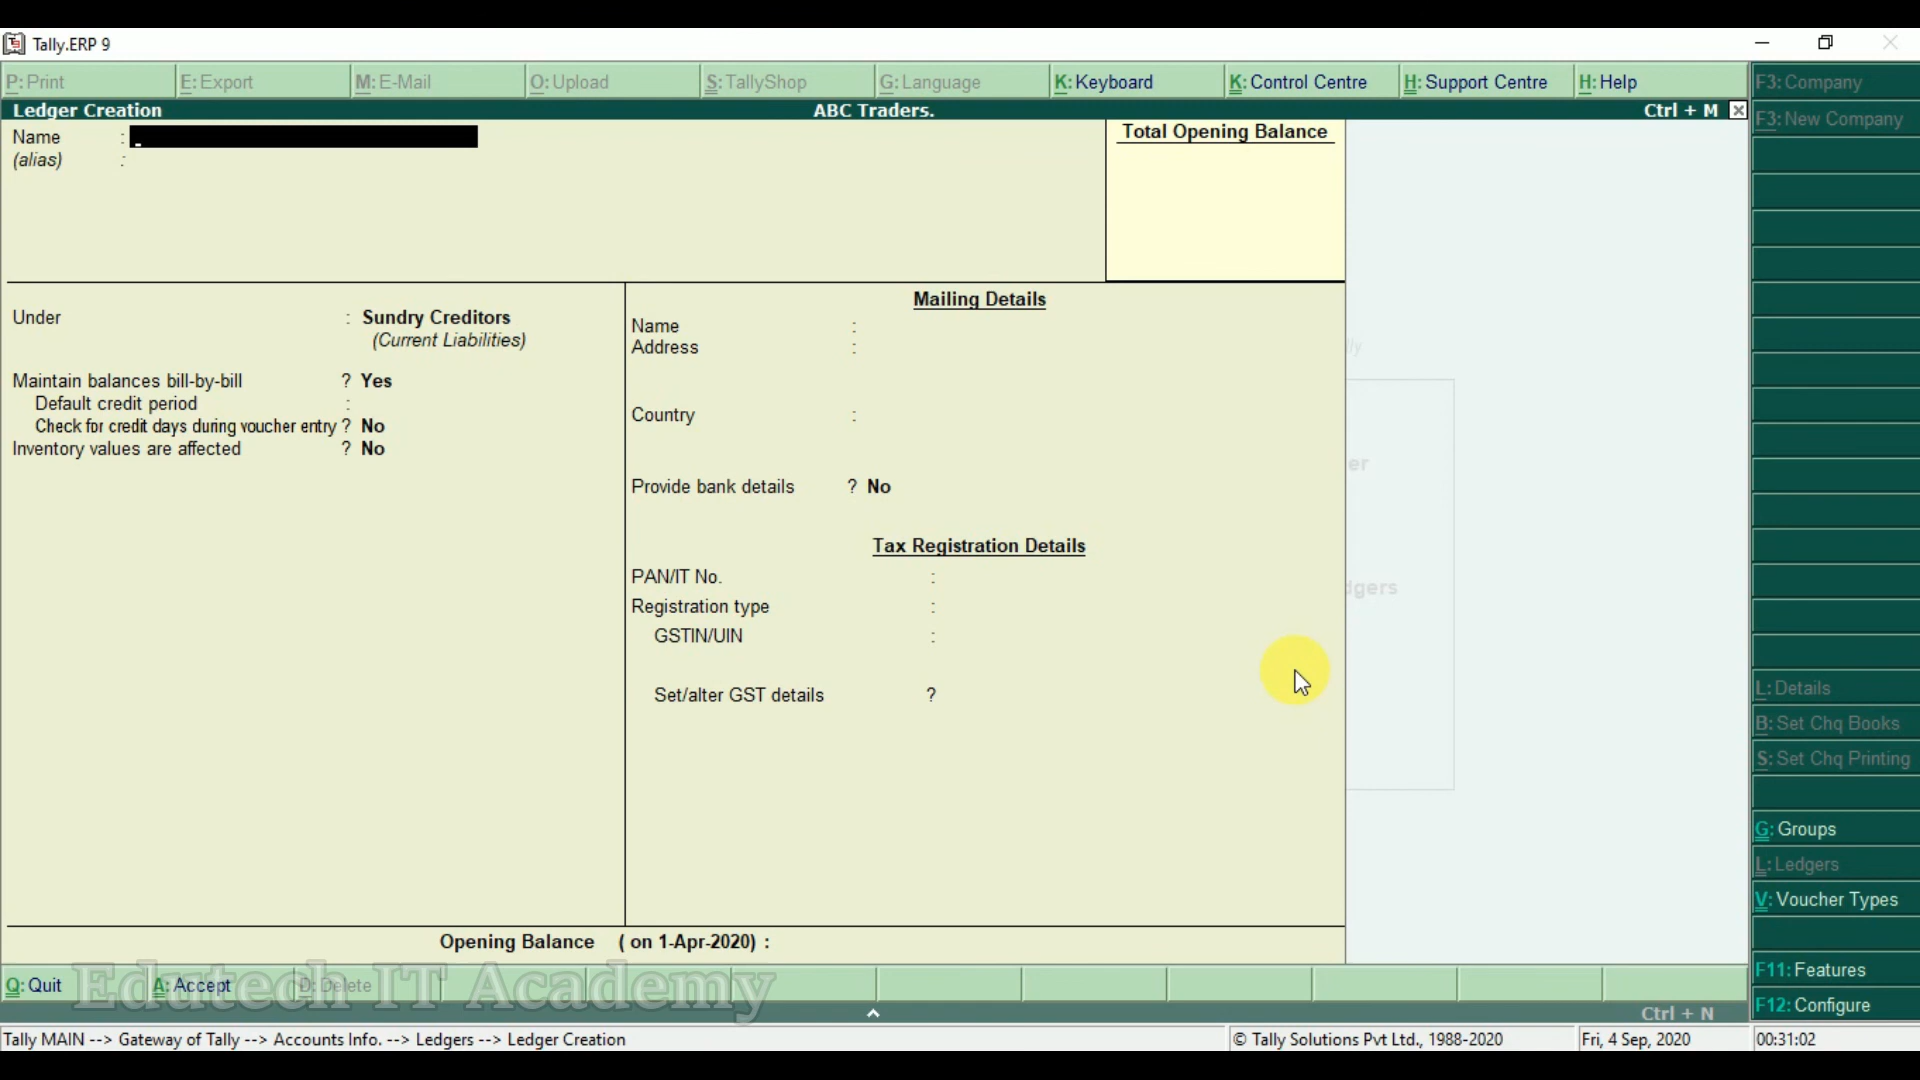 Tally.ERP 9
P: Print E: Export M: E-Mail O: Upload S: TallyShop G: Language K: Keyboard K: Control Centre H: Support Centre H: Help F3: Company
Ledger Creation ABC Traders. Ctrl + M
F3: New Company
Name :
(alias) :
Total Opening Balance
Under : Sundry Creditors
(Current Liabilities)
Maintain balances bill-by-bill ? Yes
Default credit period :
Check for credit days during voucher entry ? No
Inventory values are affected ? No
Mailing Details
Name :
Address :
Country :
Provide bank details ? No
Tax Registration Details
PAN/IT No. :
Registration type :
GSTIN/UIN :
Set/alter GST details ?
Opening Balance ( on 1-Apr-2020) :
L: Details
B: Set Chq Books
S: Set Chq Printing
G: Groups
L: Ledgers
V: Voucher Types
F11: Features
F12: Configure
Q: Quit A: Accept D: Delete
Edutech IT Academy
Ctrl + N
Tally MAIN --> Gateway of Tally --> Accounts Info. --> Ledgers --> Ledger Creation © Tally Solutions Pvt Ltd., 1988-2020 Fri, 4 Sep, 2020 00:31:02